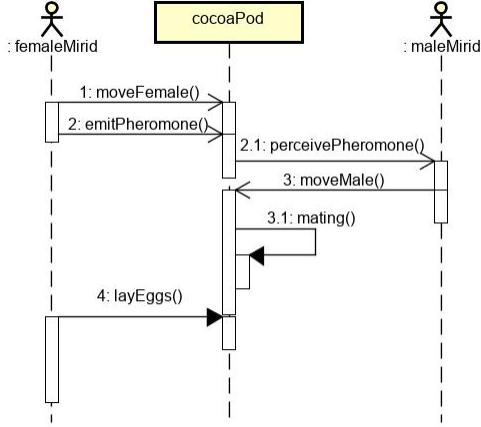 cocoaPod
: femaleMirid
: maleMirid
1: moveFemale()
2: emitPheromone()
2.1: perceivePheromone()
3: moveMale()
3.1: mating()
4: layEggs()